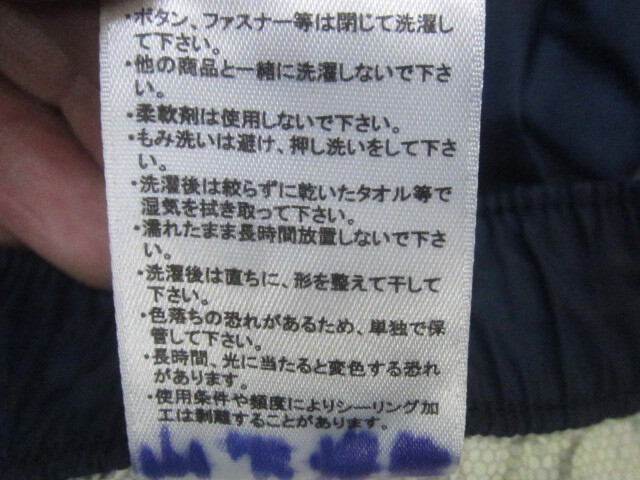 ・ボタン、ファスナー等は閉じて洗濯し
て下さい。
・他の商品と一緒に洗濯しないで下さ
い。
・柔軟剤は使用しないで下さい。
・もみ洗いは避け、押し洗いをして下さ
い。
・洗濯後は絞らずに乾いたタオル等で
湿気を拭き取って下さい。
・濡れたまま長時間放置しないで下さ
い。
・洗濯後は直ちに、形を整えて干して
下さい。
・色落ちの恐れがあるため、単独で保
管して下さい。
・長時間、光に当たると変色する恐れ
があります。
・使用条件や頻度によりシーリング加
工は剥離することがあります。